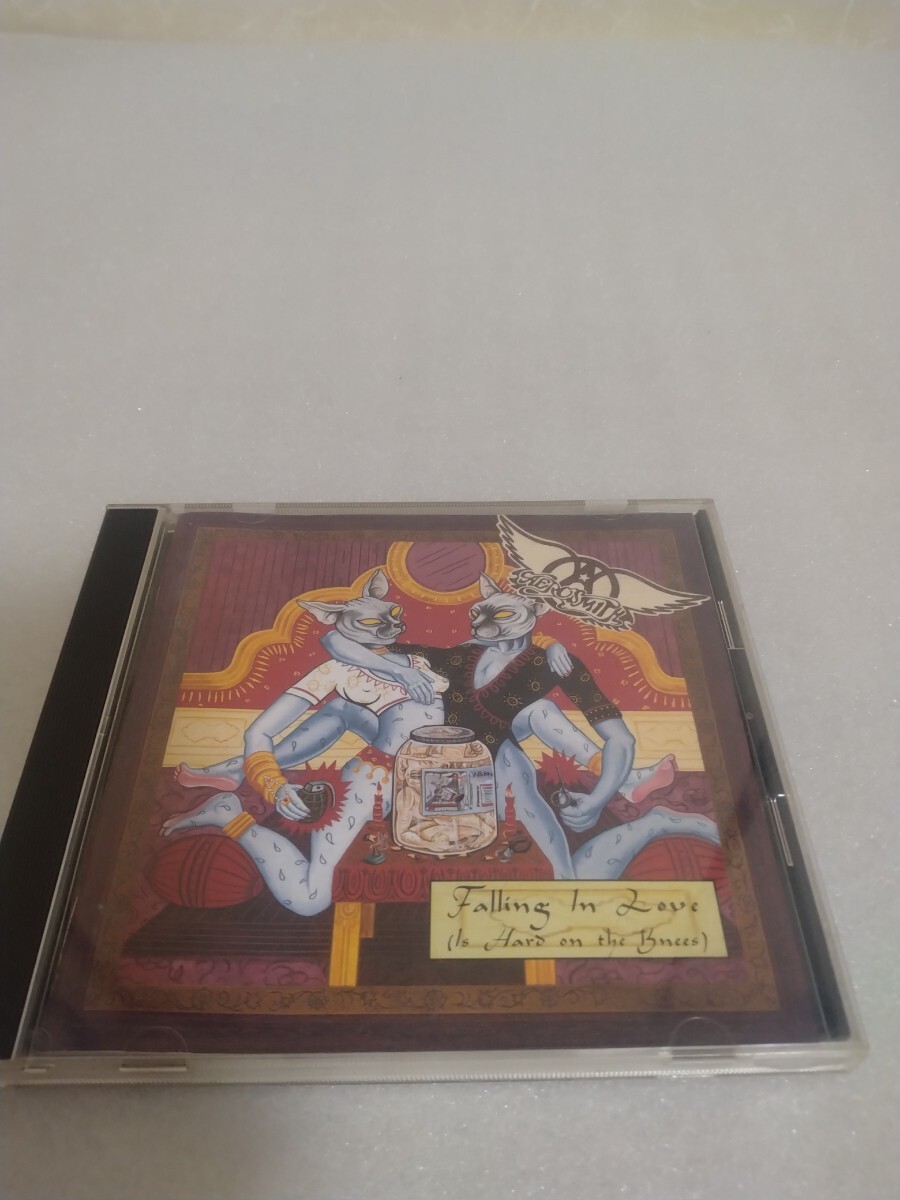 AEROSMITH
Falling In Love
(Is Hard on the Knees)